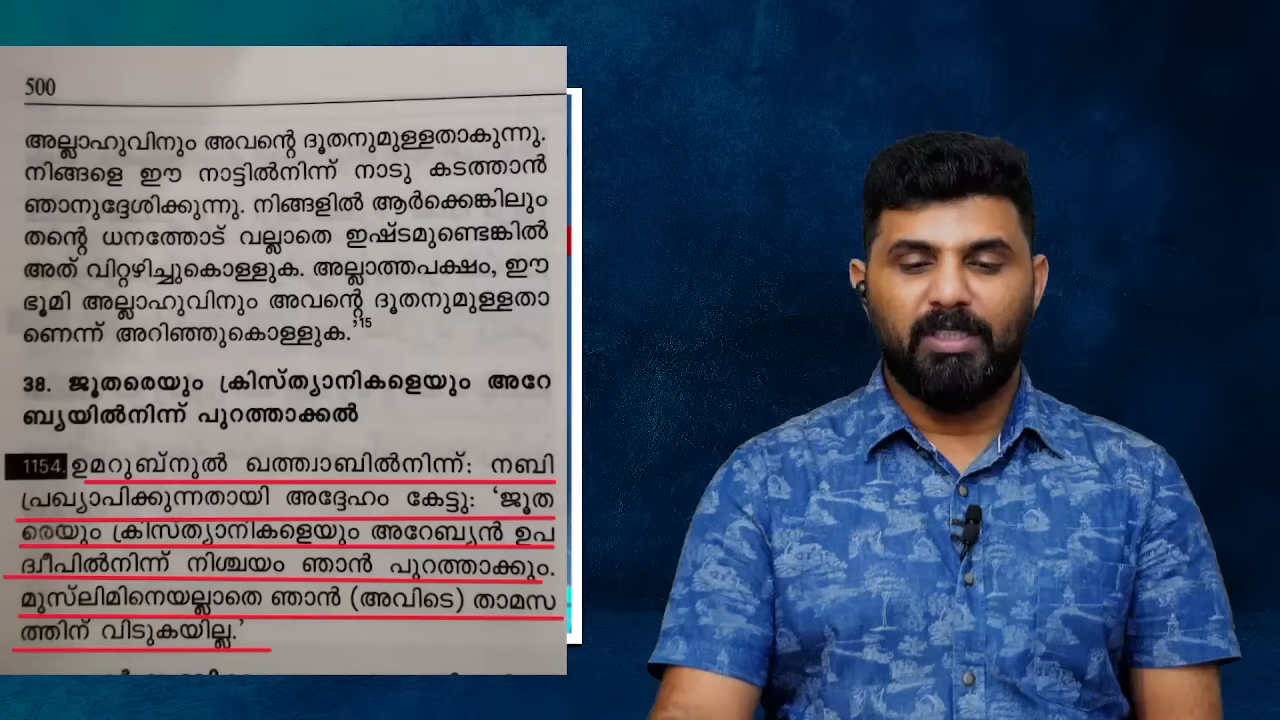 500
അല്ലാഹുവിനും അവന്റെ ദൂതനുമുള്ളതാകുന്നു.
നിങ്ങളെ ഈ നാട്ടിൽനിന്ന് നാടു കടത്താൻ
ഞാനുദ്ദേശിക്കുന്നു. നിങ്ങളിൽ ആർക്കെങ്കിലും
തന്റെ ധനത്തോട് വല്ലാതെ ഇഷ്ടമുണ്ടെങ്കിൽ
അത് വിറ്റഴിച്ചുകൊള്ളുക. അല്ലാത്തപക്ഷം, ഈ
ഭൂമി അല്ലാഹുവിനും അവന്റെ ദൂതനുമുള്ളതാ
ണെന്ന് അറിഞ്ഞുകൊള്ളുക.’15
38. ജൂതരെയും ക്രിസ്ത്യാനികളെയും അറേ
ബ്യയിൽനിന്ന് പുറത്താക്കൽ
1154. ഉമറുബ്നുൽ ഖത്ത്വാബിൽനിന്ന്: നബി
പ്രഖ്യാപിക്കുന്നതായി അദ്ദേഹം കേട്ടു: ‘ജൂത
രെയും ക്രിസ്ത്യാനികളെയും അറേബ്യൻ ഉപ
ദ്വീപിൽനിന്ന് നിശ്ചയം ഞാൻ പുറത്താക്കും.
മുസ്‌ലിമിനെയല്ലാതെ ഞാൻ (അവിടെ) താമസ
ത്തിന് വിടുകയില്ല.’